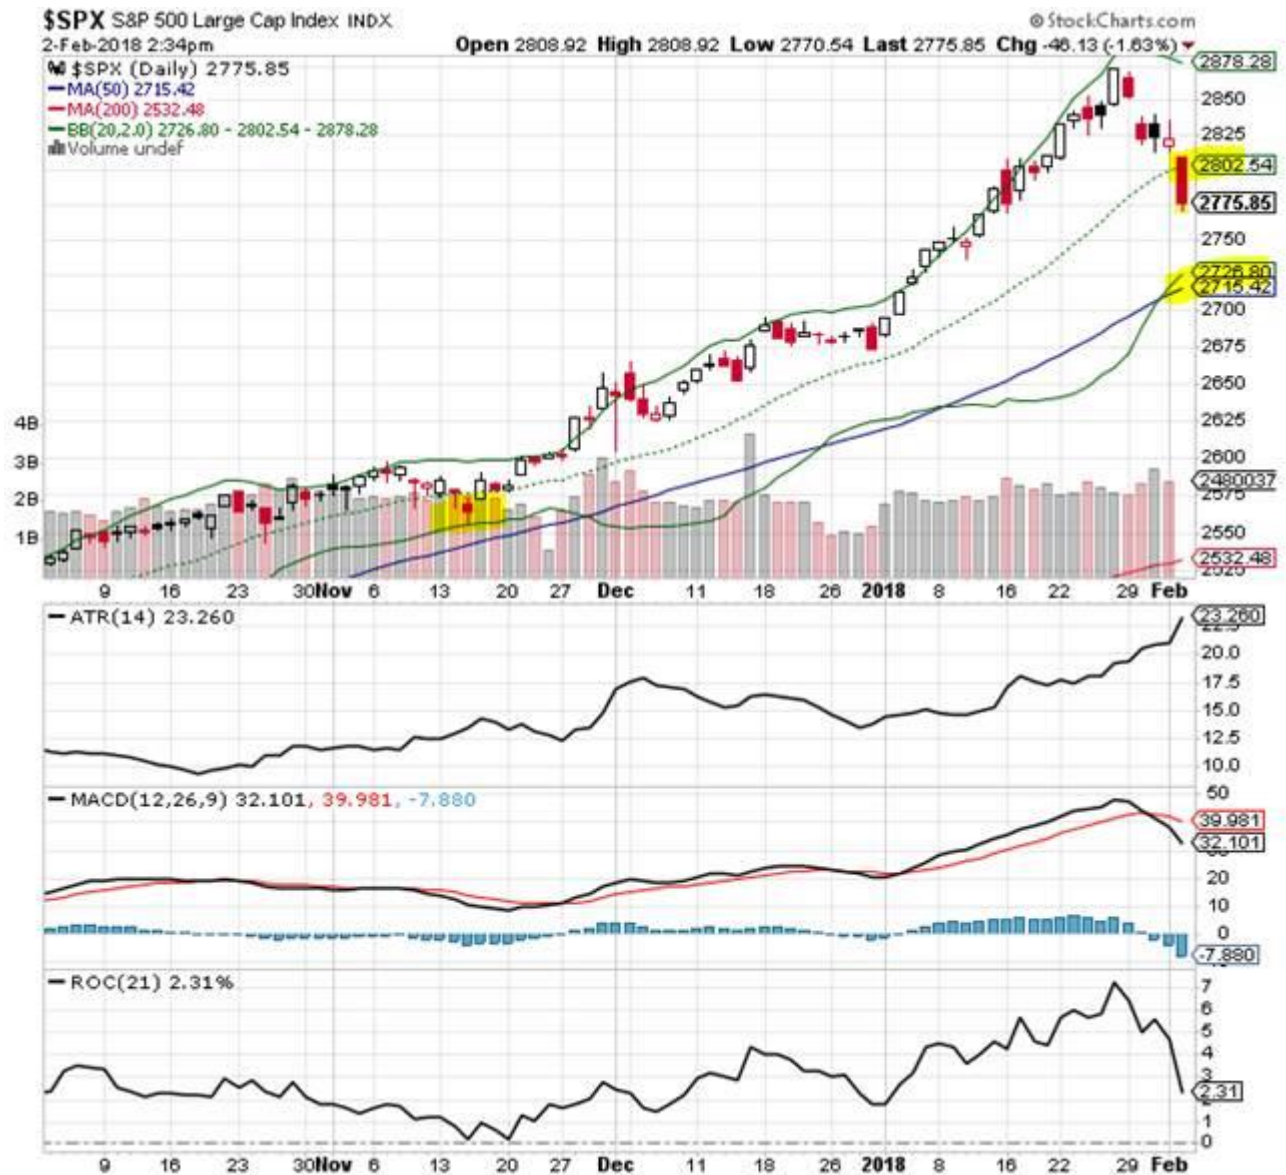 $SPX S&P 500 Large Cap Index INDX
© StockCharts.com
2-Feb-2018 2:34pm
Open 2808.92 High 2808.92 Low 2770.54 Last 2775.85 Chg -46.13 (-1.63%)
$SPX (Daily) 2775.85
MA(50) 2715.42
MA(200) 2532.48
BB(20,2.0) 2726.80 - 2802.54 - 2878.28
Volume undef
2878.28
2850
2825
2802.54
2775.85
2750
2726.80
2715.42
2700
2675
2650
2625
2600
2480037
2575
2550
2532.48
2525
4B
3B
2B
1B
9 16 23 30 Nov 6 13 20 27 Dec 11 18 26 2018 8 16 22 29 Feb
ATR(14) 23.260
23.260
22.5
20.0
17.5
15.0
12.5
10.0
MACD(12,26,9) 32.101, 39.981, -7.880
50
39.981
32.101
20
10
0
-7.880
ROC(21) 2.31%
7
6
5
4
3
2.31
1
0
9 16 23 30 Nov 6 13 20 27 Dec 11 18 26 2018 8 16 22 29 Feb